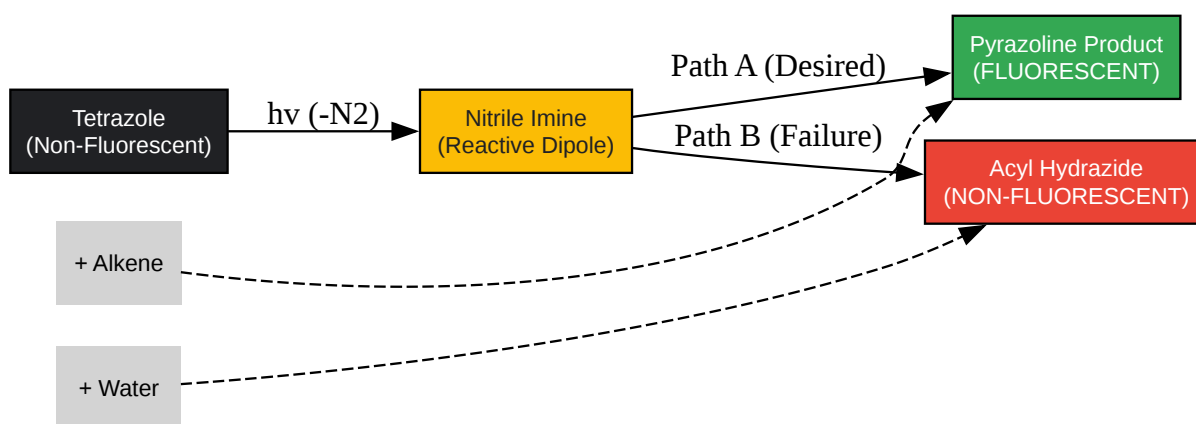 Tetrazole
(Non-Fluorescent)
hv (-N2)
Nitrile Imine
(Reactive Dipole)
Path A (Desired)
Path B (Failure)
Pyrazoline Product
(FLUORESCENT)
Acyl Hydrazide
(NON-FLUORESCENT)
+ Alkene
+ Water